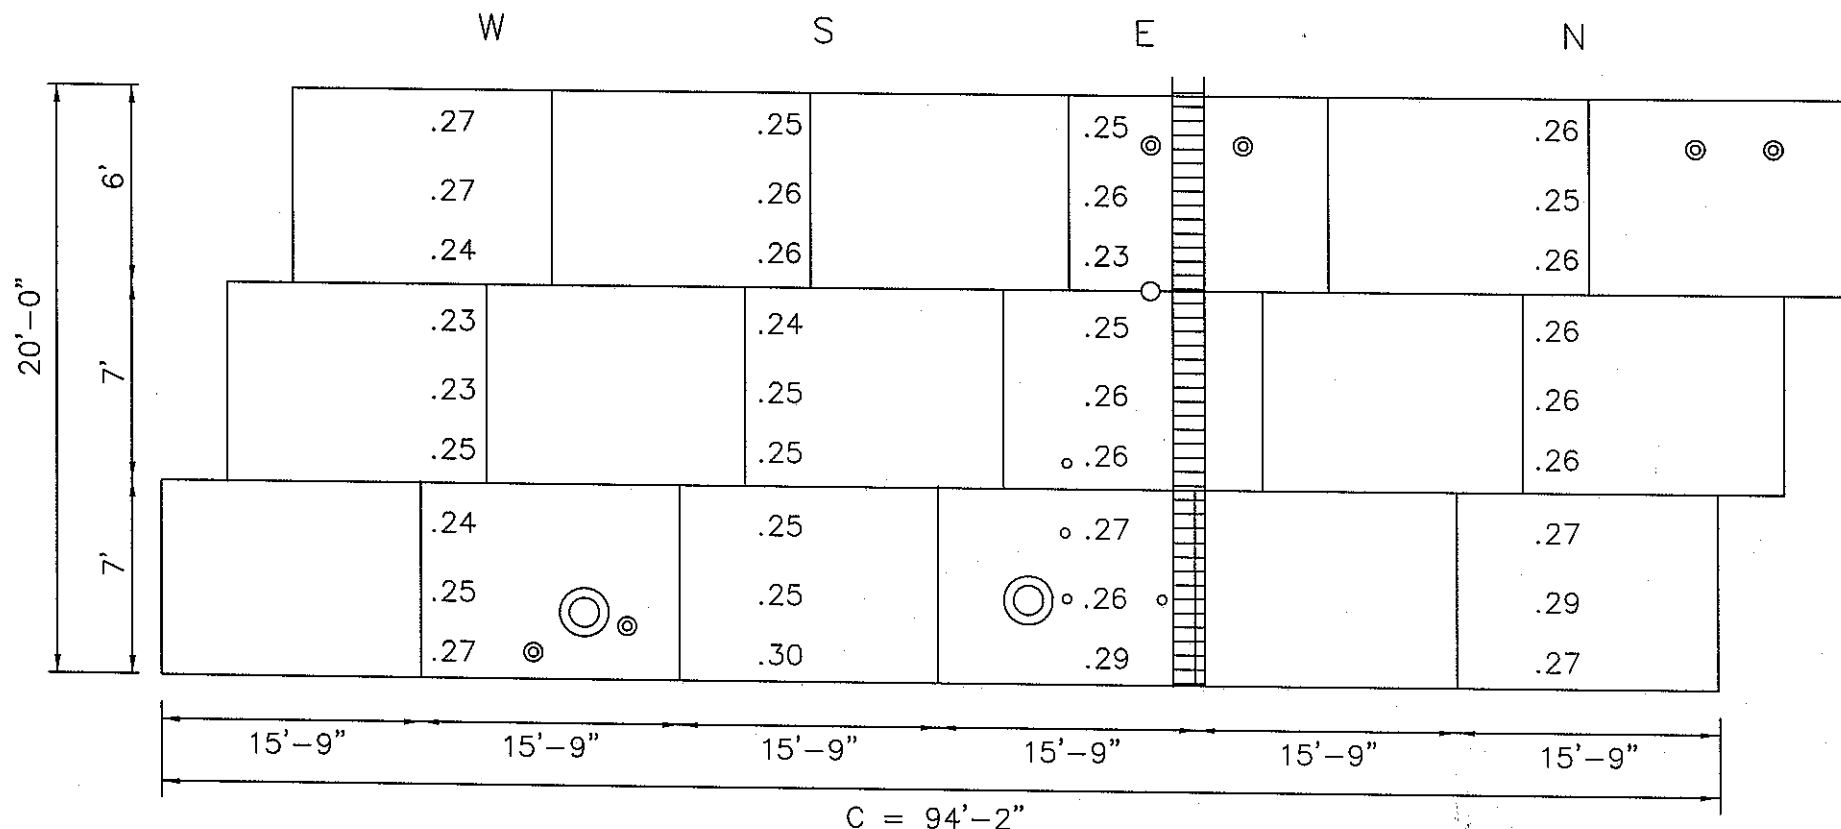 W S E N
.27 .25 .25 .26
6'
.27 .26 .26 .25
.24 .26 .23 .26
20'-0"
.23 .24 .25 .26
7'
.23 .25 .26 .26
.25 .25 .26 .26
.24 .25 .27 .27
7'
.25 .25 .26 .29
.27 .30 .29 .27
15'-9" 15'-9" 15'-9" 15'-9" 15'-9" 15'-9"
C = 94'-2"